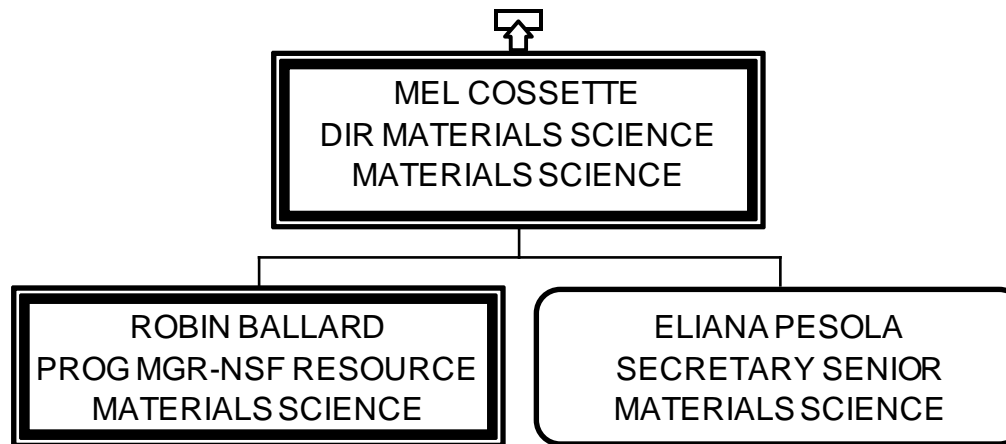 MEL COSSETTE
DIR MATERIALS SCIENCE
MATERIALS SCIENCE
ROBIN BALLARD
PROG MGR-NSF RESOURCE
MATERIALS SCIENCE
ELIANA PESOLA
SECRETARY SENIOR
MATERIALS SCIENCE